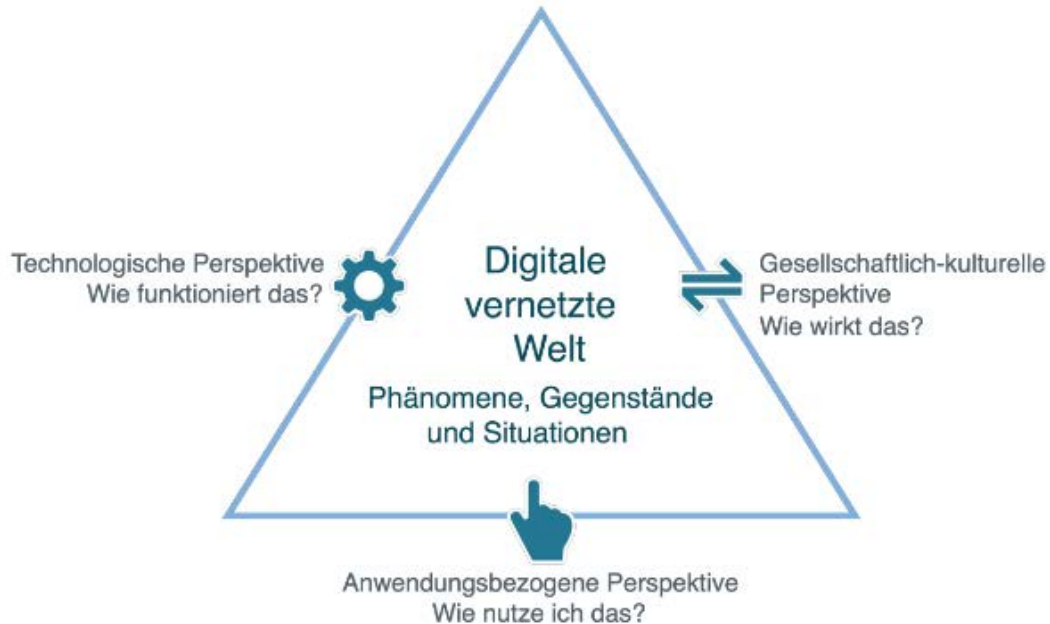 Digitale
vernetzte
Welt
Phänomene, Gegenstände
und Situationen
Technologische Perspektive
Wie funktioniert das?
Gesellschaftlich-kulturelle
Perspektive
Wie wirkt das?
Anwendungsbezogene Perspektive
Wie nutze ich das?